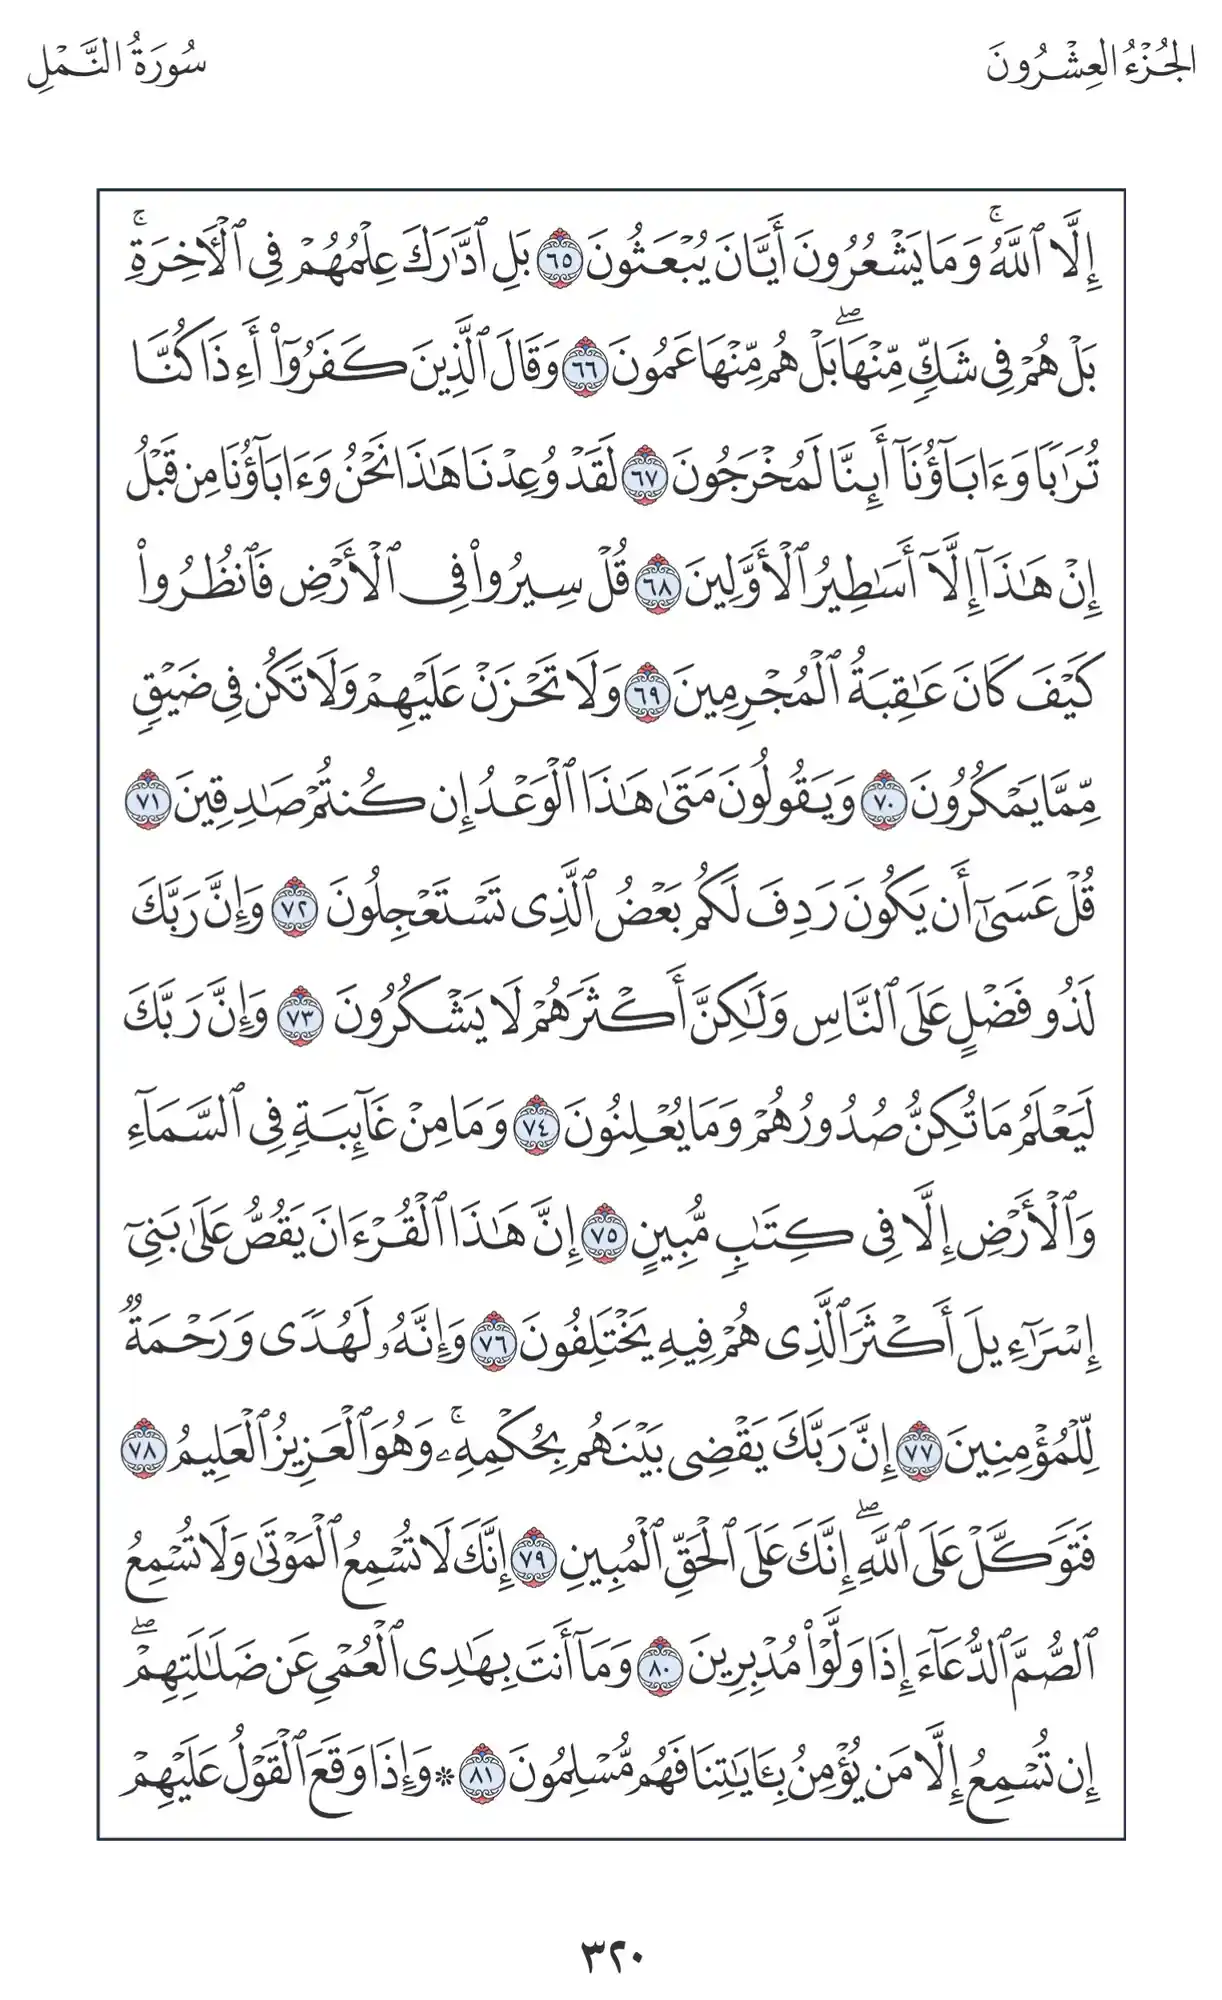 الجُزْءُ العِشْرُونَ
سُورَةُ النَّمْلِ
إِلَّا ٱللَّهُۚ وَمَا يَشْعُرُونَ أَيَّانَ يُبْعَثُونَ ٦٥ بَلِ ٱدَّٰرَكَ عِلْمُهُمْ فِى ٱلْـَٔاخِرَةِۚ
بَلْ هُمْ فِى شَكٍّ مِّنْهَاۖ بَلْ هُم مِّنْهَا عَمُونَ ٦٦ وَقَالَ ٱلَّذِينَ كَفَرُوٓا۟ أَءِذَا كُنَّا
تُرَٰبًا وَءَابَآؤُنَآ أَئِنَّا لَمُخْرَجُونَ ٦٧ لَقَدْ وُعِدْنَا هَٰذَا نَحْنُ وَءَابَآؤُنَا مِن قَبْلُ
إِنْ هَٰذَآ إِلَّآ أَسَٰطِيرُ ٱلْأَوَّلِينَ ٦٨ قُلْ سِيرُوا۟ فِى ٱلْأَرْضِ فَٱنظُرُوا۟
كَيْفَ كَانَ عَٰقِبَةُ ٱلْمُجْرِمِينَ ٦٩ وَلَا تَحْزَنْ عَلَيْهِمْ وَلَا تَكُن فِى ضَيْقٍ
مِّمَّا يَمْكُرُونَ ٧٠ وَيَقُولُونَ مَتَىٰ هَٰذَا ٱلْوَعْدُ إِن كُنتُمْ صَٰدِقِينَ ٧١
قُلْ عَسَىٰٓ أَن يَكُونَ رَدِفَ لَكُم بَعْضُ ٱلَّذِى تَسْتَعْجِلُونَ ٧٢ وَإِنَّ رَبَّكَ
لَذُو فَضْلٍ عَلَى ٱلنَّاسِ وَلَٰكِنَّ أَكْثَرَهُمْ لَا يَشْكُرُونَ ٧٣ وَإِنَّ رَبَّكَ
لَيَعْلَمُ مَا تُكِنُّ صُدُورُهُمْ وَمَا يُعْلِنُونَ ٧٤ وَمَا مِنْ غَآئِبَةٍ فِى ٱلسَّمَآءِ
وَٱلْأَرْضِ إِلَّا فِى كِتَٰبٍ مُّبِينٍ ٧٥ إِنَّ هَٰذَا ٱلْقُرْءَانَ يَقُصُّ عَلَىٰ بَنِىٓ
إِسْرَٰٓءِيلَ أَكْثَرَ ٱلَّذِى هُمْ فِيهِ يَخْتَلِفُونَ ٧٦ وَإِنَّهُۥ لَهُدًى وَرَحْمَةٌ
لِّلْمُؤْمِنِينَ ٧٧ إِنَّ رَبَّكَ يَقْضِى بَيْنَهُم بِحُكْمِهِۦۚ وَهُوَ ٱلْعَزِيزُ ٱلْعَلِيمُ ٧٨
فَتَوَكَّلْ عَلَى ٱللَّهِۖ إِنَّكَ عَلَى ٱلْحَقِّ ٱلْمُبِينِ ٧٩ إِنَّكَ لَا تُسْمِعُ ٱلْمَوْتَىٰ وَلَا تُسْمِعُ
ٱلصُّمَّ ٱلدُّعَآءَ إِذَا وَلَّوْا۟ مُدْبِرِينَ ٨٠ وَمَآ أَنتَ بِهَٰدِى ٱلْعُمْىِ عَن ضَلَٰلَتِهِمْۖ
إِن تُسْمِعُ إِلَّا مَن يُؤْمِنُ بِـَٔايَٰتِنَا فَهُم مُّسْلِمُونَ ٨١ * وَإِذَا وَقَعَ ٱلْقَوْلُ عَلَيْهِمْ
٣٢٠